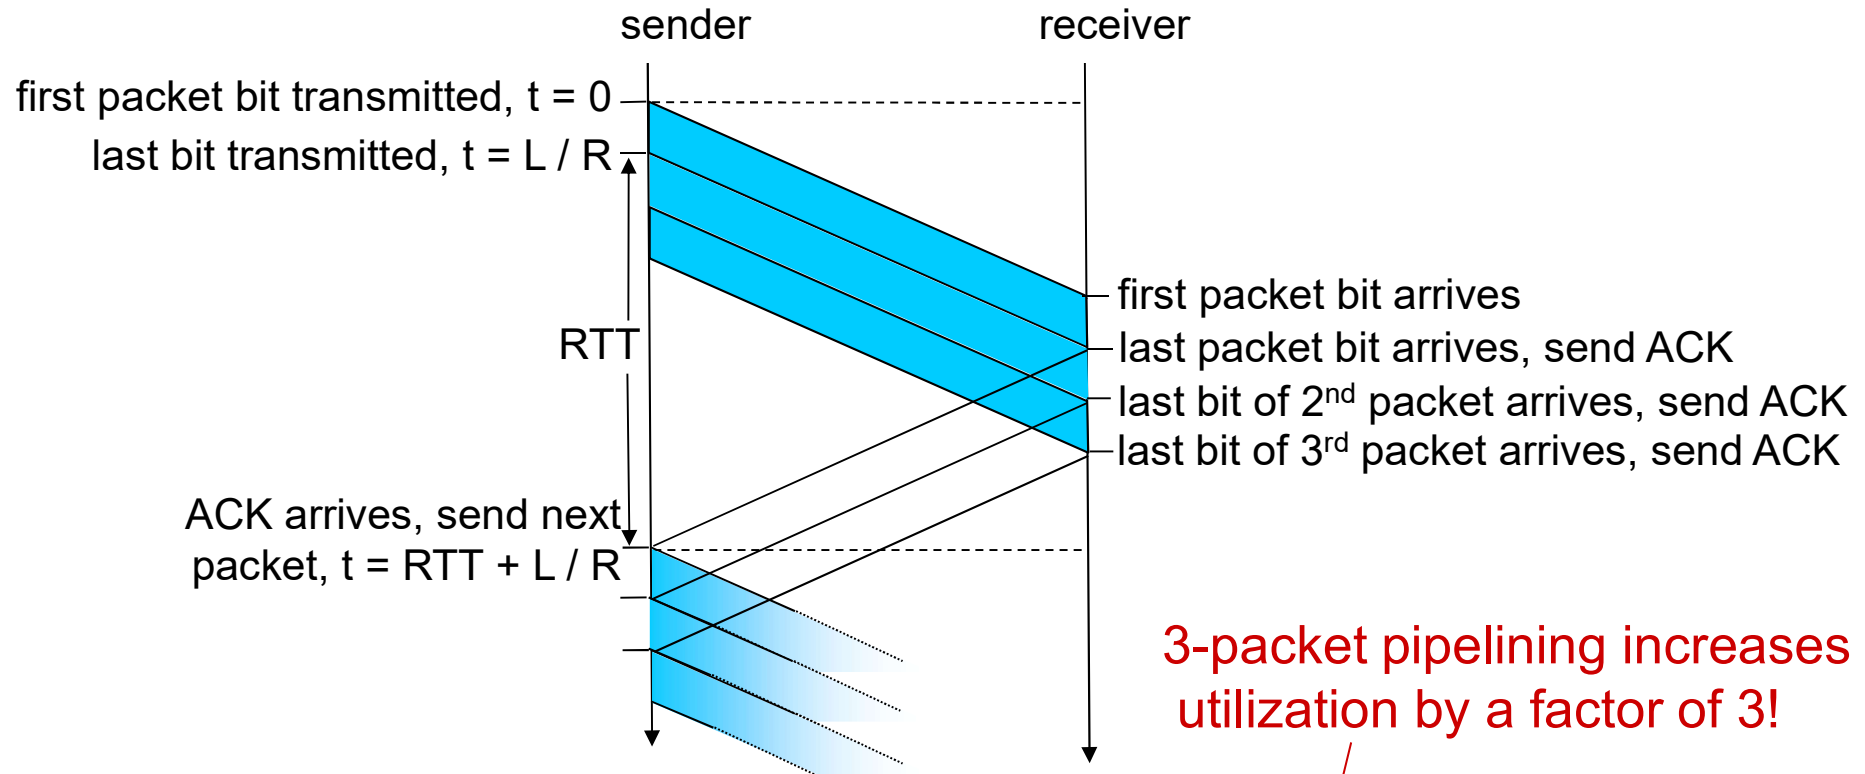 sender
receiver
first packet bit transmitted, t = 0
last bit transmitted, t = L / R
first packet bit arrives
RTT
last packet bit arrives, send ACK
last bit of 2nd packet arrives, send ACK
last bit of 3rd packet arrives, send ACK
ACK arrives, send next
packet, t = RTT + L / R
3-packet pipelining increases
utilization by a factor of 3!